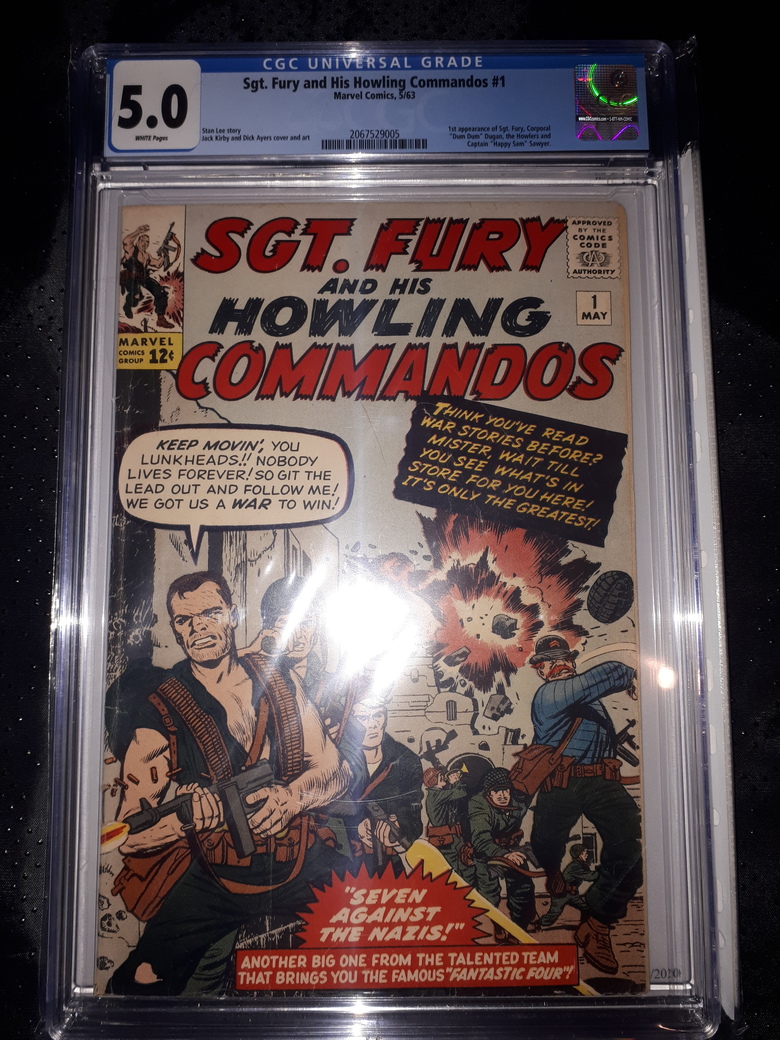 CGC UNIVERSAL GRADE
5.0
WHITE Pages
Sgt. Fury and His Howling Commandos #1
Marvel Comics, 5/63
Stan Lee story
Jack Kirby and Dick Ayers cover and art
2067529005
1st appearance of Sgt. Fury, Corporal
"Dum Dum" Dugan, the Howlers and
Captain "Happy Sam" Sawyer.
SGT. FURY
AND HIS
HOWLING
COMMANDOS
APPROVED
BY THE
COMICS
CODE
AUTHORITY
1
MAY
MARVEL
COMICS
GROUP
12¢
THINK YOU'VE READ
WAR STORIES BEFORE?
MISTER, WAIT TILL
YOU SEE WHAT'S IN
STORE FOR YOU HERE!
IT'S ONLY THE GREATEST!
KEEP MOVIN', YOU
LUNKHEADS!! NOBODY
LIVES FOREVER! SO GIT THE
LEAD OUT AND FOLLOW ME!
WE GOT US A WAR TO WIN!
"SEVEN
AGAINST
THE NAZIS!"
ANOTHER BIG ONE FROM THE TALENTED TEAM
THAT BRINGS YOU THE FAMOUS "FANTASTIC FOUR"!